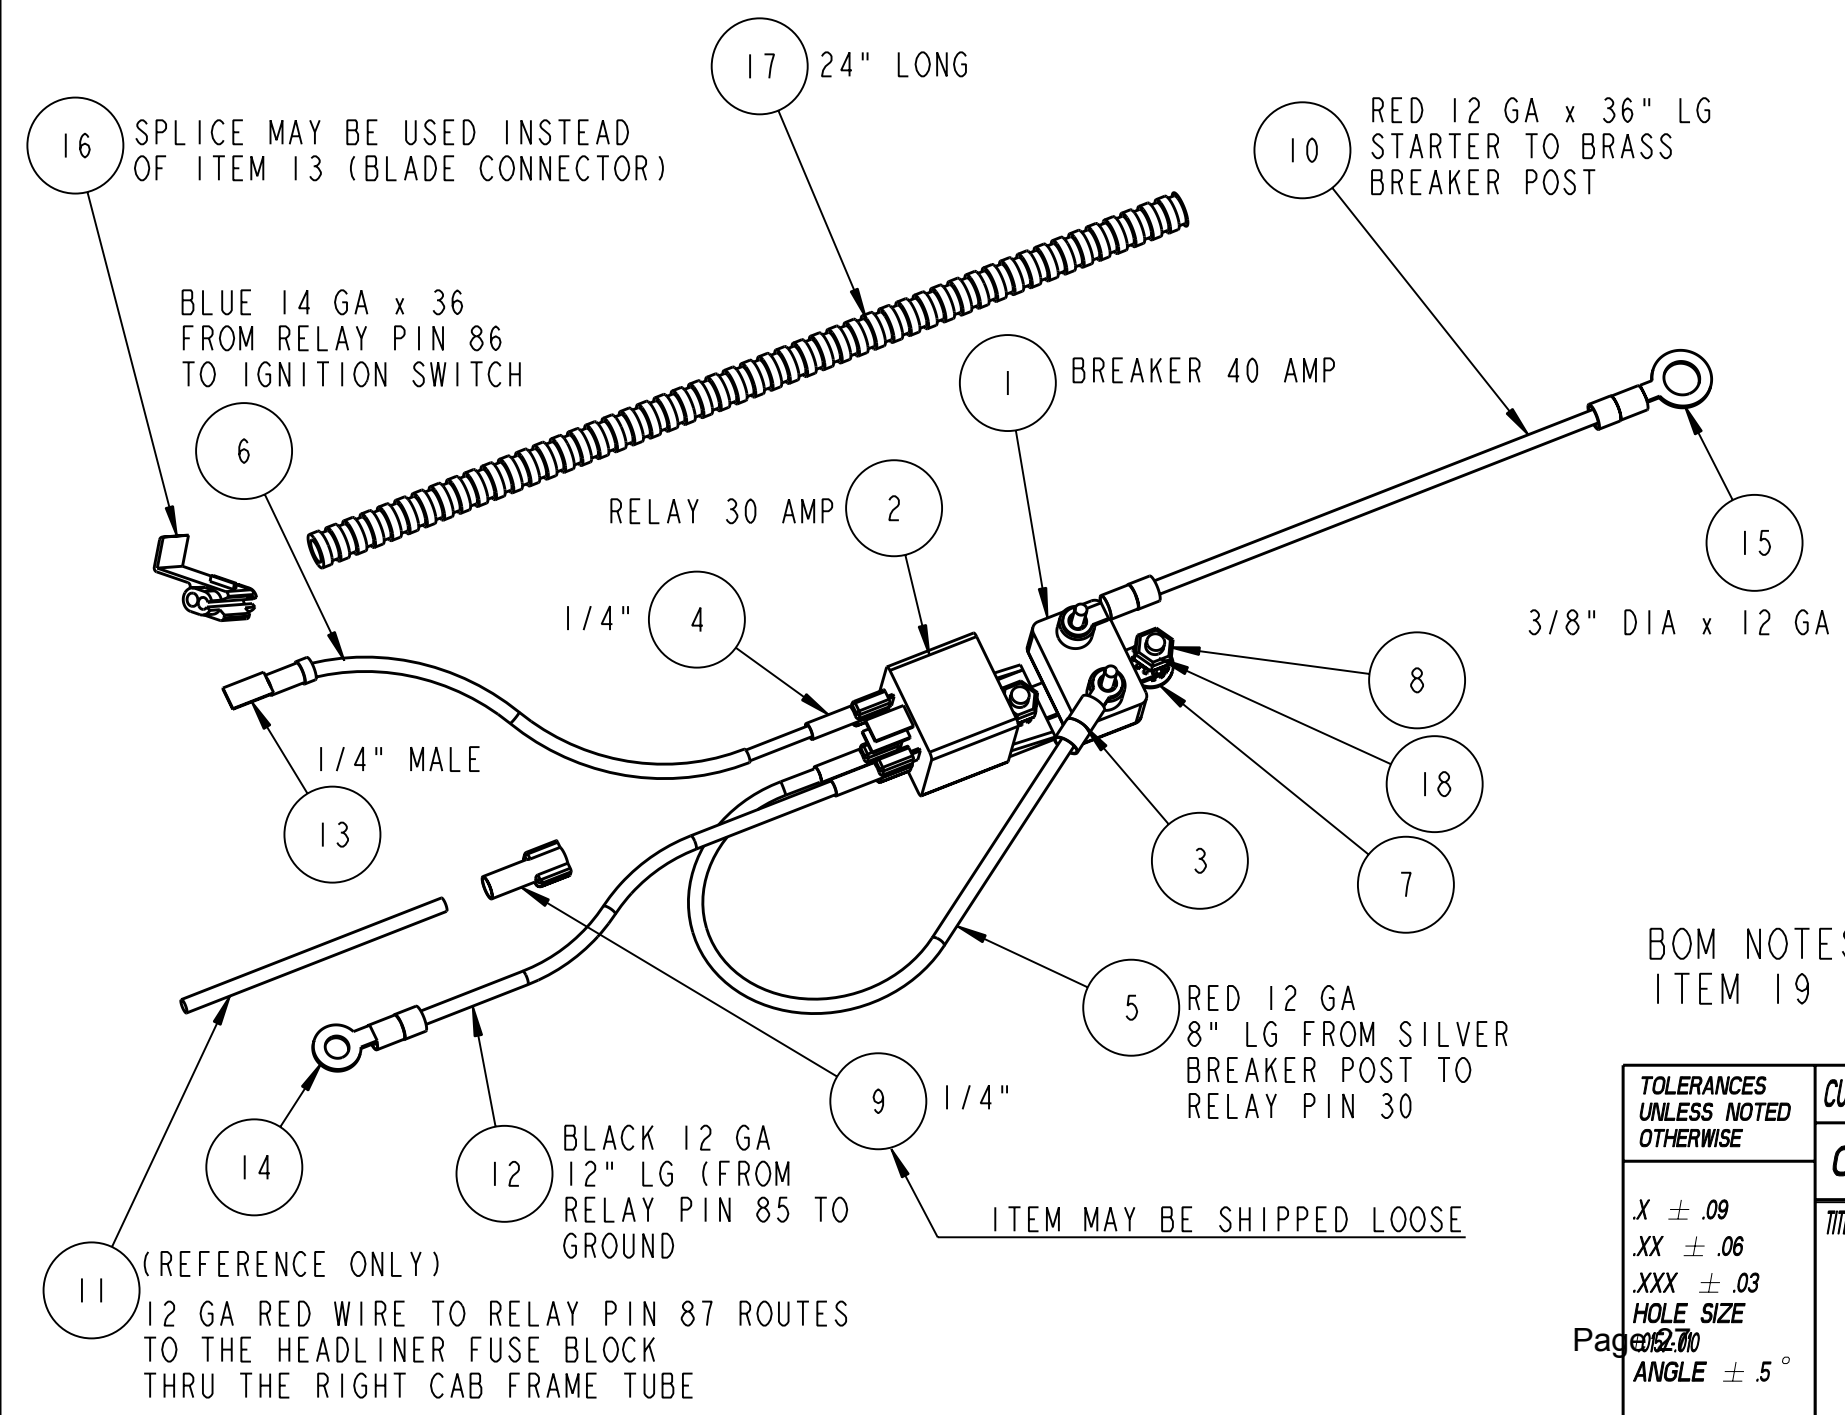 17 24" LONG
16 SPLICE MAY BE USED INSTEAD
OF ITEM 13 (BLADE CONNECTOR)
10 RED 12 GA x 36" LG
STARTER TO BRASS
BREAKER POST
BLUE 14 GA x 36
FROM RELAY PIN 86
TO IGNITION SWITCH
6
1 BREAKER 40 AMP
RELAY 30 AMP 2
15
3/8" DIA x 12 GA
1/4" 4
8
18
7
3
1/4" MALE
13
5 RED 12 GA
8" LG FROM SILVER
BREAKER POST TO
RELAY PIN 30
9 1/4"
ITEM MAY BE SHIPPED LOOSE
14
12 BLACK 12 GA
12" LG (FROM
RELAY PIN 85 TO
GROUND
11 (REFERENCE ONLY)
12 GA RED WIRE TO RELAY PIN 87 ROUTES
TO THE HEADLINER FUSE BLOCK
THRU THE RIGHT CAB FRAME TUBE
BOM NOTES
ITEM 19
TOLERANCES
UNLESS NOTED
OTHERWISE
.X ± .09
.XX ± .06
.XXX ± .03
HOLE SIZE
Page 27
ANGLE ± .5°